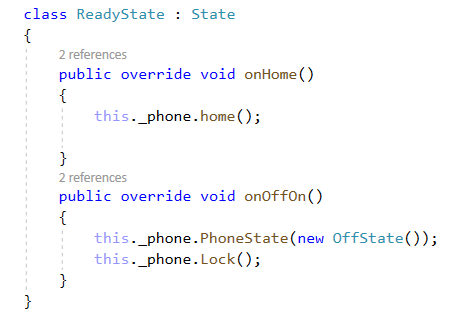 class ReadyState : State
{
2 references
public override void onHome()
{
this._phone.home();
}
2 references
public override void onOffOn()
{
this._phone.PhoneState(new OffState());
this._phone.Lock();
}
}